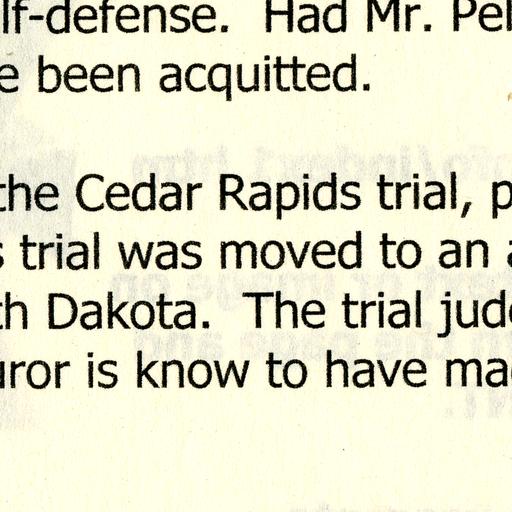 lf-defense.  Had Mr. Pel
e been acquitted.
the Cedar Rapids trial, p
s trial was moved to an a
th Dakota.  The trial jud
uror is know to have mad